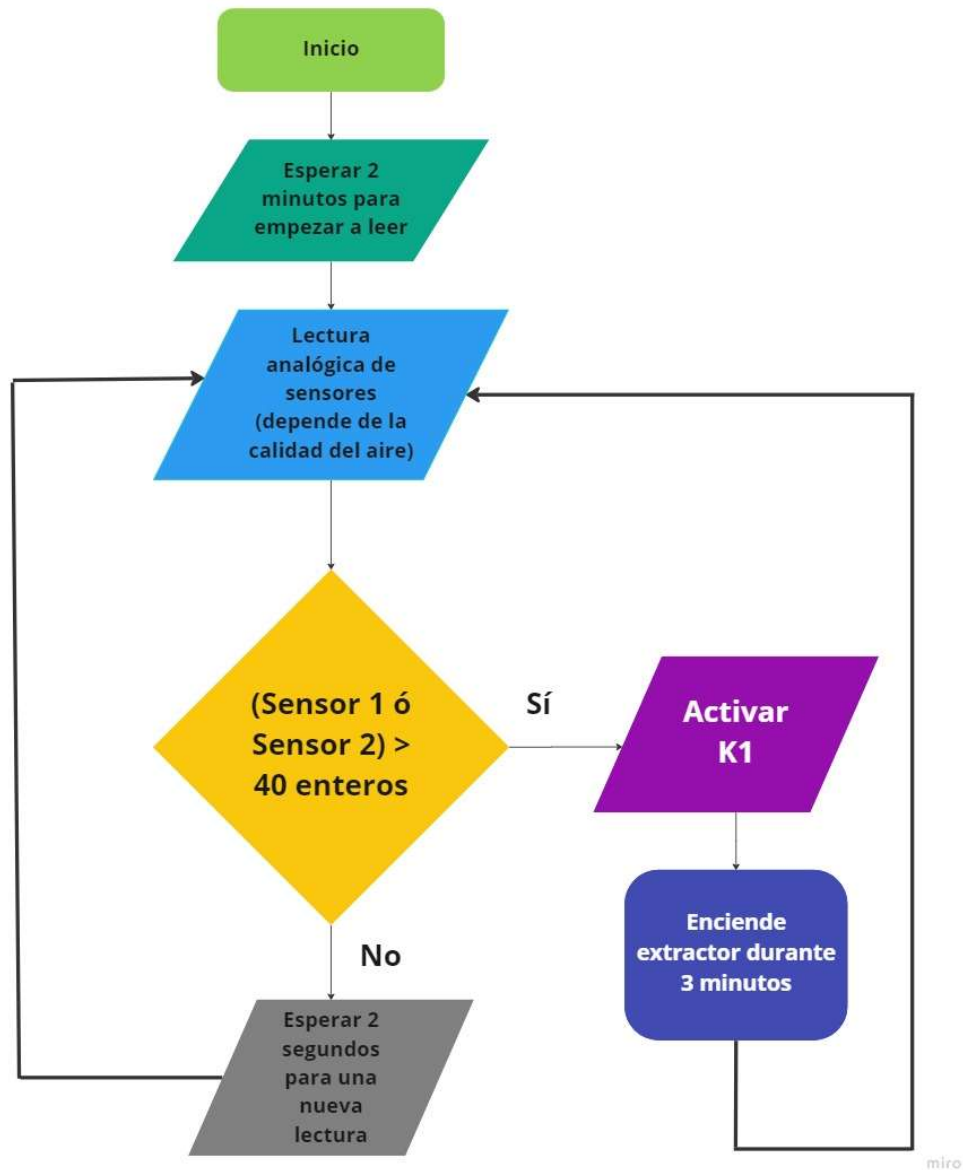 Inicio
Esperar 2
minutos para
empezar a leer
Lectura
analógica de
sensores
(depende de la
calidad del aire)
(Sensor 1 ó
Sensor 2) >
40 enteros
Sí
Activar
K1
Enciende
extractor durante
3 minutos
No
Esperar 2
segundos
para una
nueva
lectura
miro